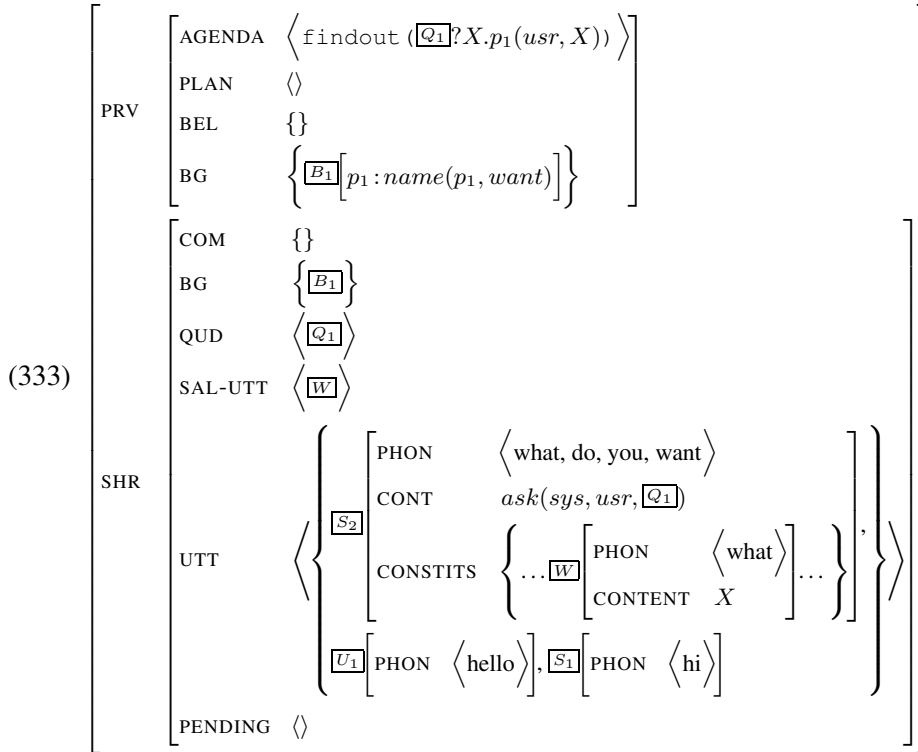 (333)
PRV
AGENDA ⟨findout([Q₁]?X.p₁(usr, X))⟩
PLAN ⟨⟩
BEL {}
BG {[B₁][p₁:name(p₁, want)]}
SHR
COM {}
BG {[B₁]}
QUD ⟨[Q₁]⟩
SAL-UTT ⟨[W]⟩
UTT
[S₂]
PHON ⟨what, do, you, want⟩
CONT ask(sys, usr, [Q₁])
CONSTITS {...[W][PHON ⟨what⟩
CONTENT X]...},
[U₁][PHON ⟨hello⟩], [S₁][PHON ⟨hi⟩]
PENDING ⟨⟩